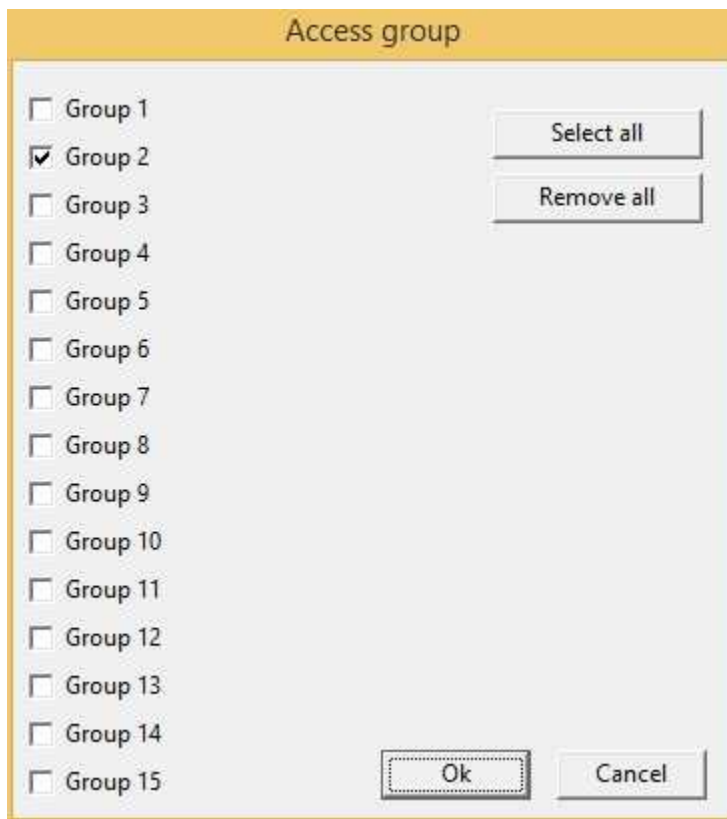 Access group
Group 1
Group 2
Group 3
Group 4
Group 5
Group 6
Group 7
Group 8
Group 9
Group 10
Group 11
Group 12
Group 13
Group 14
Group 15
Select all
Remove all
Ok
Cancel